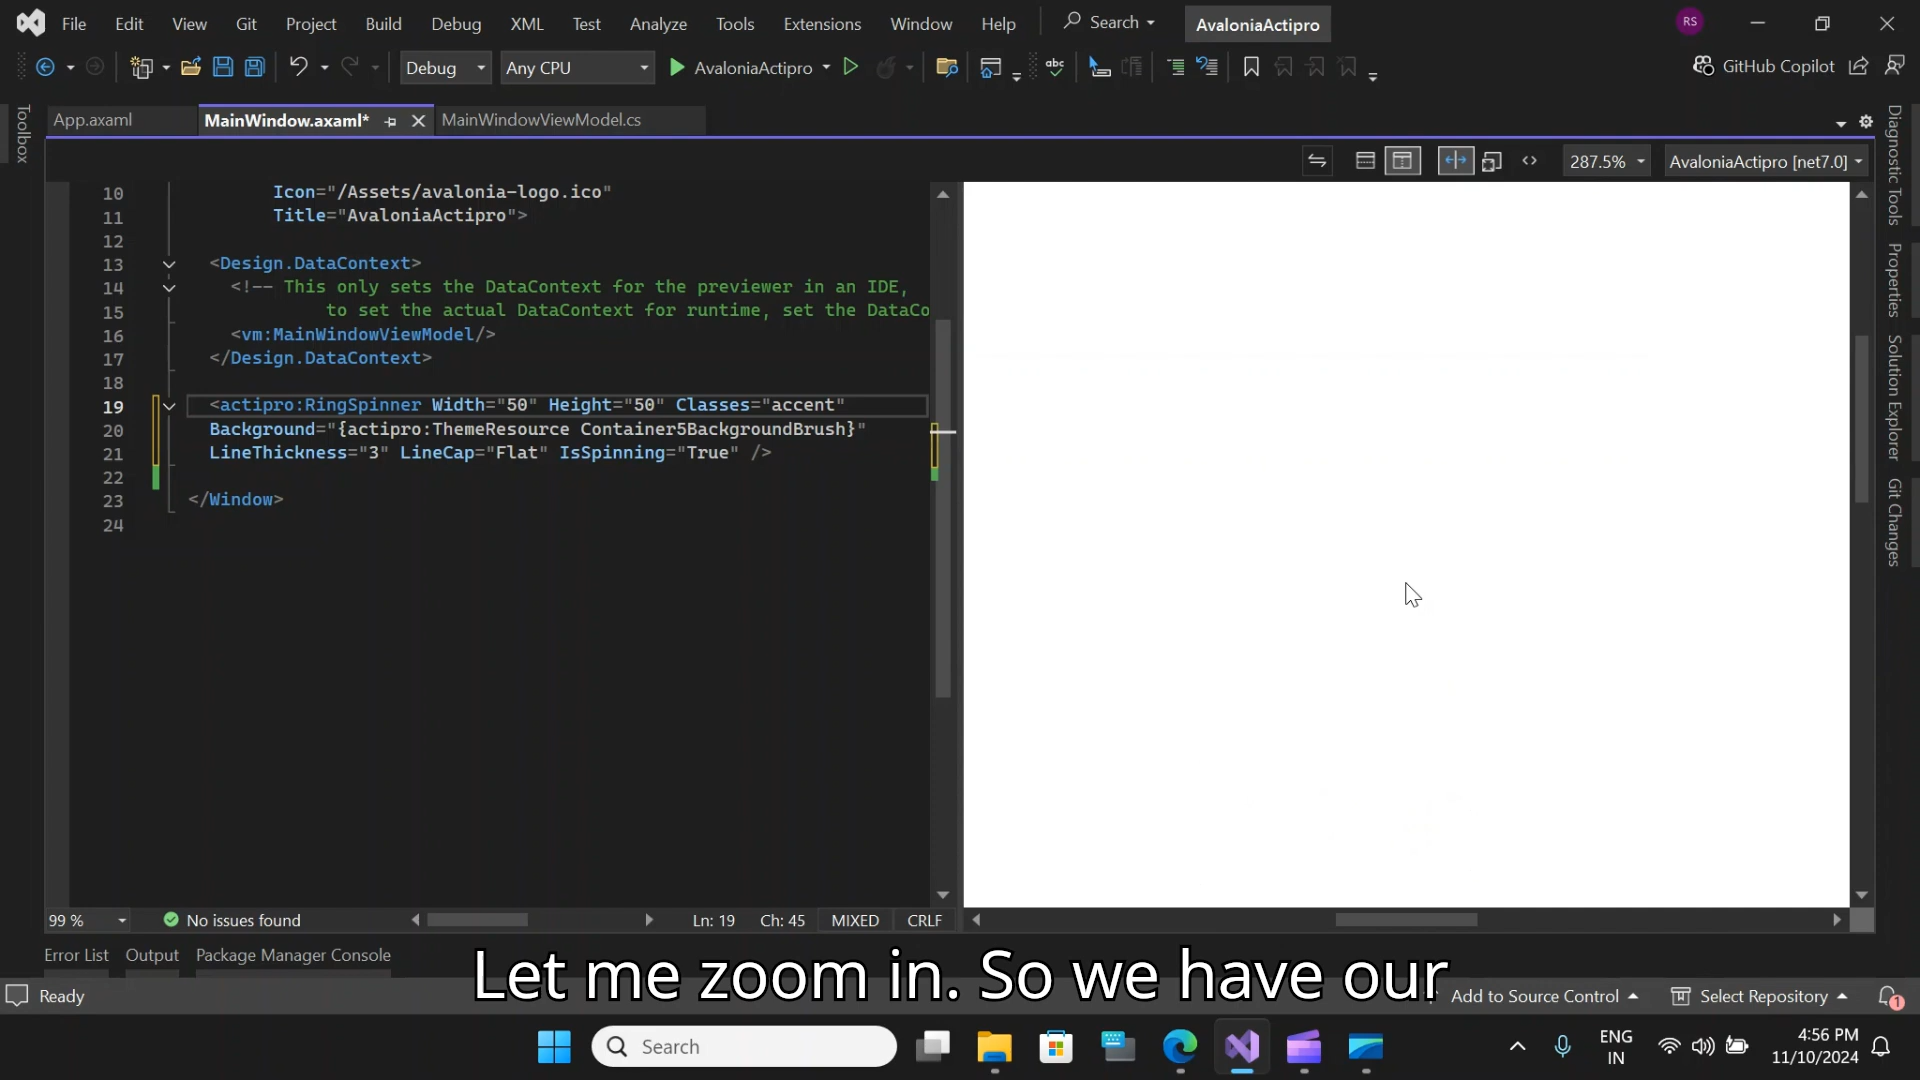 File Edit View Git Project Build Debug XML Test Analyze Tools Extensions Window Help Search AvaloniaActipro RS
Debug Any CPU AvaloniaActipro abc GitHub Copilot
App.axaml MainWindow.axaml* MainWindowViewModel.cs
Toolbox
287.5% AvaloniaActipro [net7.0]
10 Icon="/Assets/avalonia-logo.ico"
11 Title="AvaloniaActipro">
12
13 <Design.DataContext>
14 <!-- This only sets the DataContext for the previewer in an IDE,
15 to set the actual DataContext for runtime, set the DataCo
16 <vm:MainWindowViewModel/>
17 </Design.DataContext>
18
19 <actipro:RingSpinner Width="50" Height="50" Classes="accent"
20 Background="{actipro:ThemeResource Container5BackgroundBrush}"
21 LineThickness="3" LineCap="Flat" IsSpinning="True" />
22
23 </Window>
24
Diagnostic Tools
Properties
Solution Explorer
Git Changes
99 % No issues found Ln: 19 Ch: 45 MIXED CRLF
Error List Output Package Manager Console
Let me zoom in. So we have our
Ready Add to Source Control Select Repository 1
Search ENG 4:56 PM
IN 11/10/2024